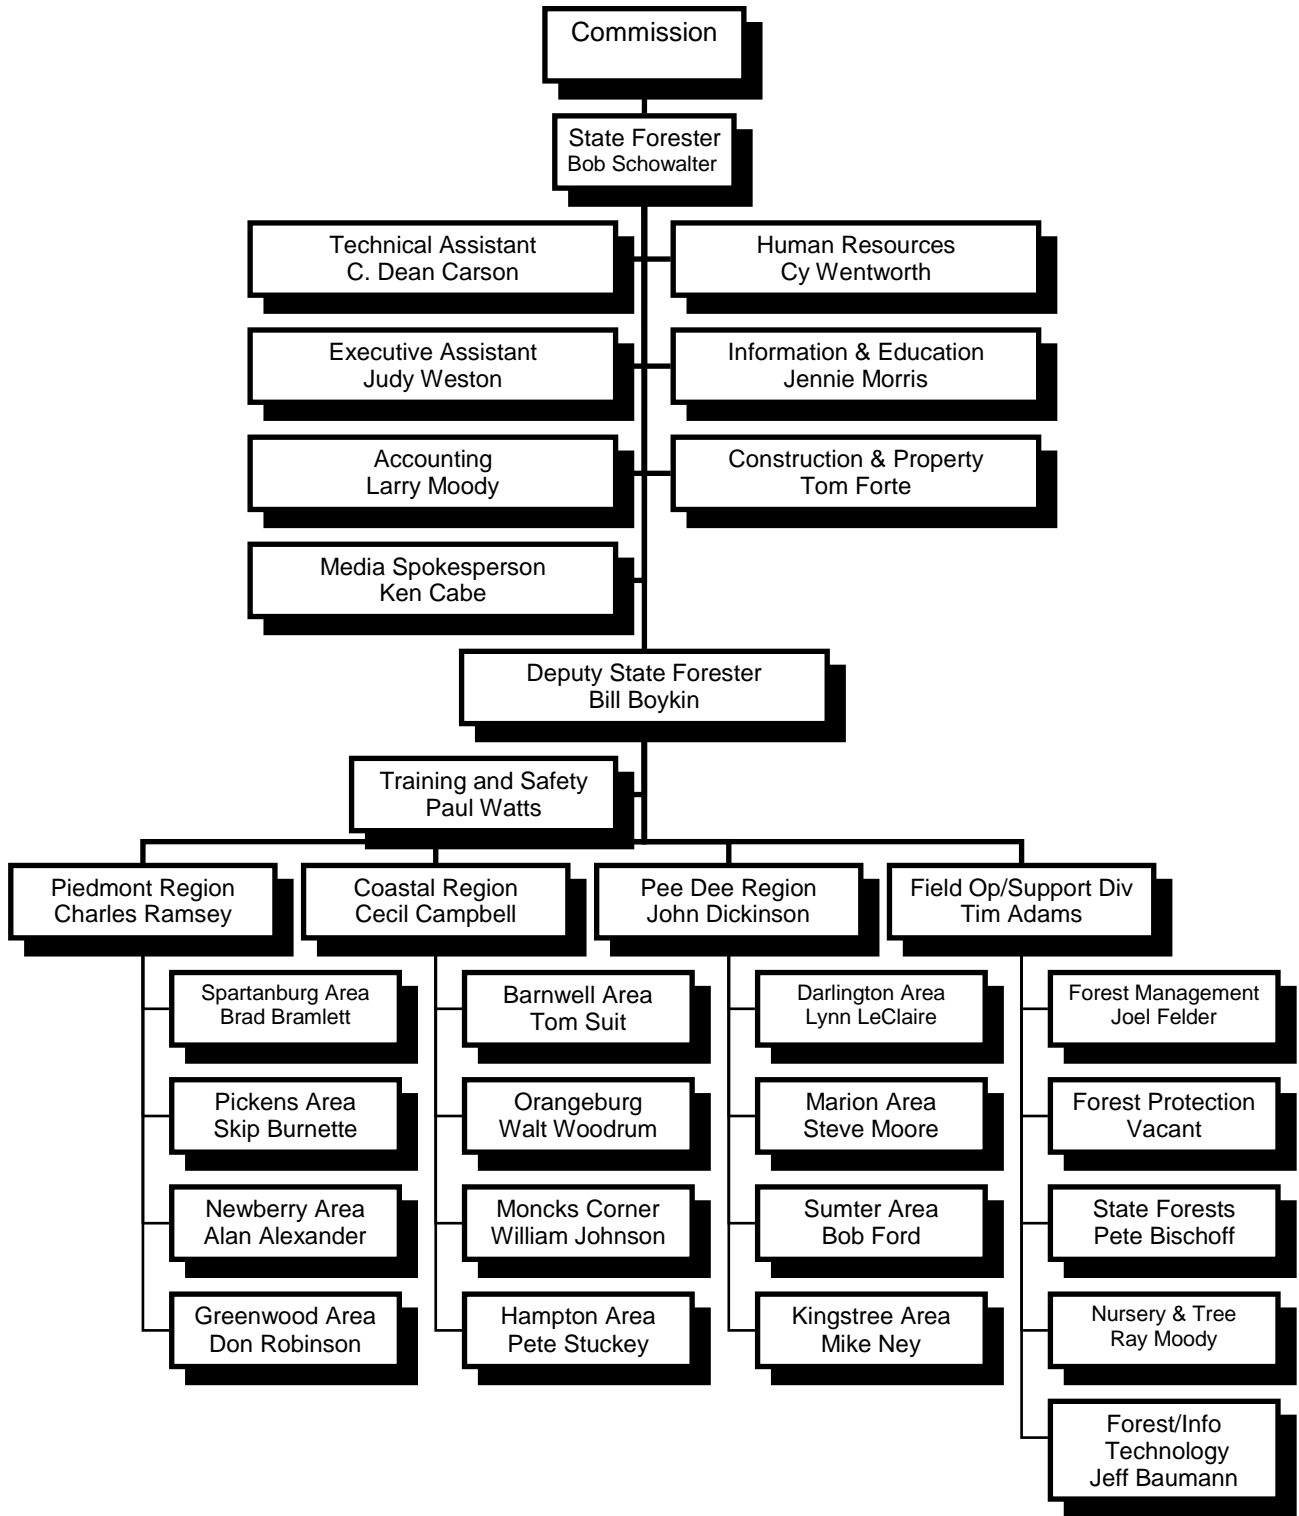 Commission
State Forester
Bob Schowalter
Technical Assistant
C. Dean Carson
Human Resources
Cy Wentworth
Executive Assistant
Judy Weston
Information & Education
Jennie Morris
Accounting
Larry Moody
Construction & Property
Tom Forte
Media Spokesperson
Ken Cabe
Deputy State Forester
Bill Boykin
Training and Safety
Paul Watts
Piedmont Region
Charles Ramsey
Coastal Region
Cecil Campbell
Pee Dee Region
John Dickinson
Field Op/Support Div
Tim Adams
Spartanburg Area
Brad Bramlett
Barnwell Area
Tom Suit
Darlington Area
Lynn LeClaire
Forest Management
Joel Felder
Pickens Area
Skip Burnette
Orangeburg
Walt Woodrum
Marion Area
Steve Moore
Forest Protection
Vacant
Newberry Area
Alan Alexander
Moncks Corner
William Johnson
Sumter Area
Bob Ford
State Forests
Pete Bischoff
Greenwood Area
Don Robinson
Hampton Area
Pete Stuckey
Kingstree Area
Mike Ney
Nursery & Tree
Ray Moody
Forest/Info
Technology
Jeff Baumann